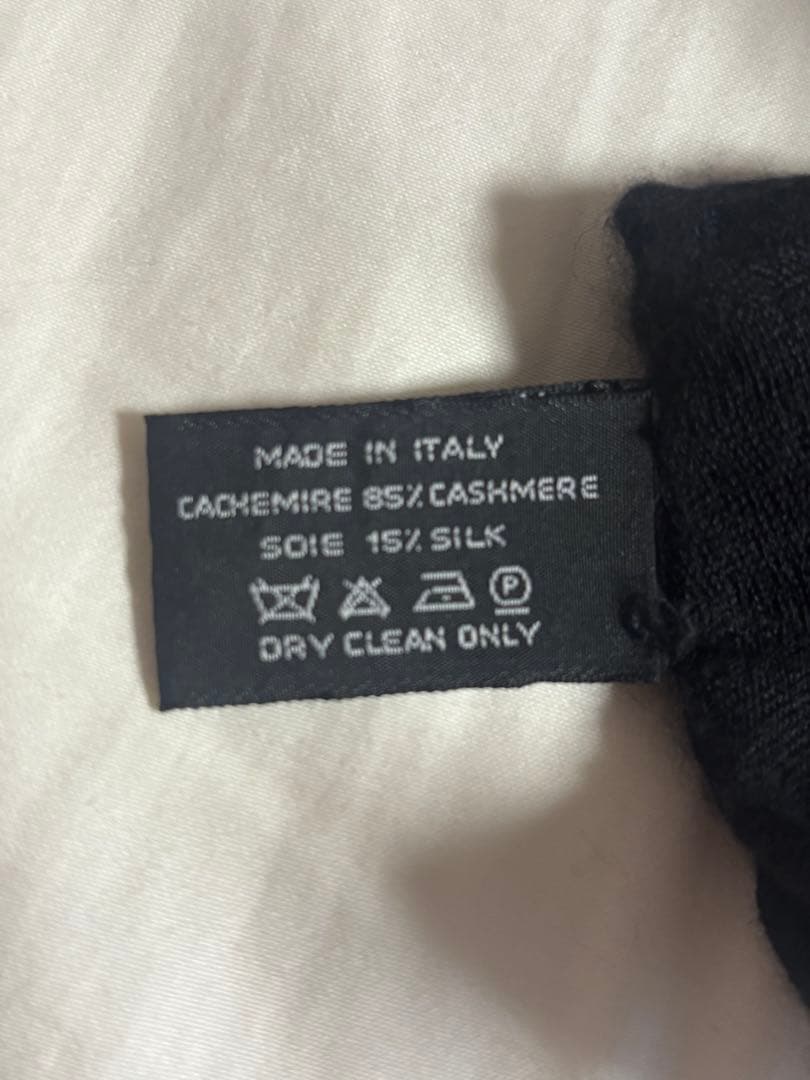 MADE IN ITALY
CACHEMIRE 85% CASHMERE
SOIE 15% SILK
P
DRY CLEAN ONLY